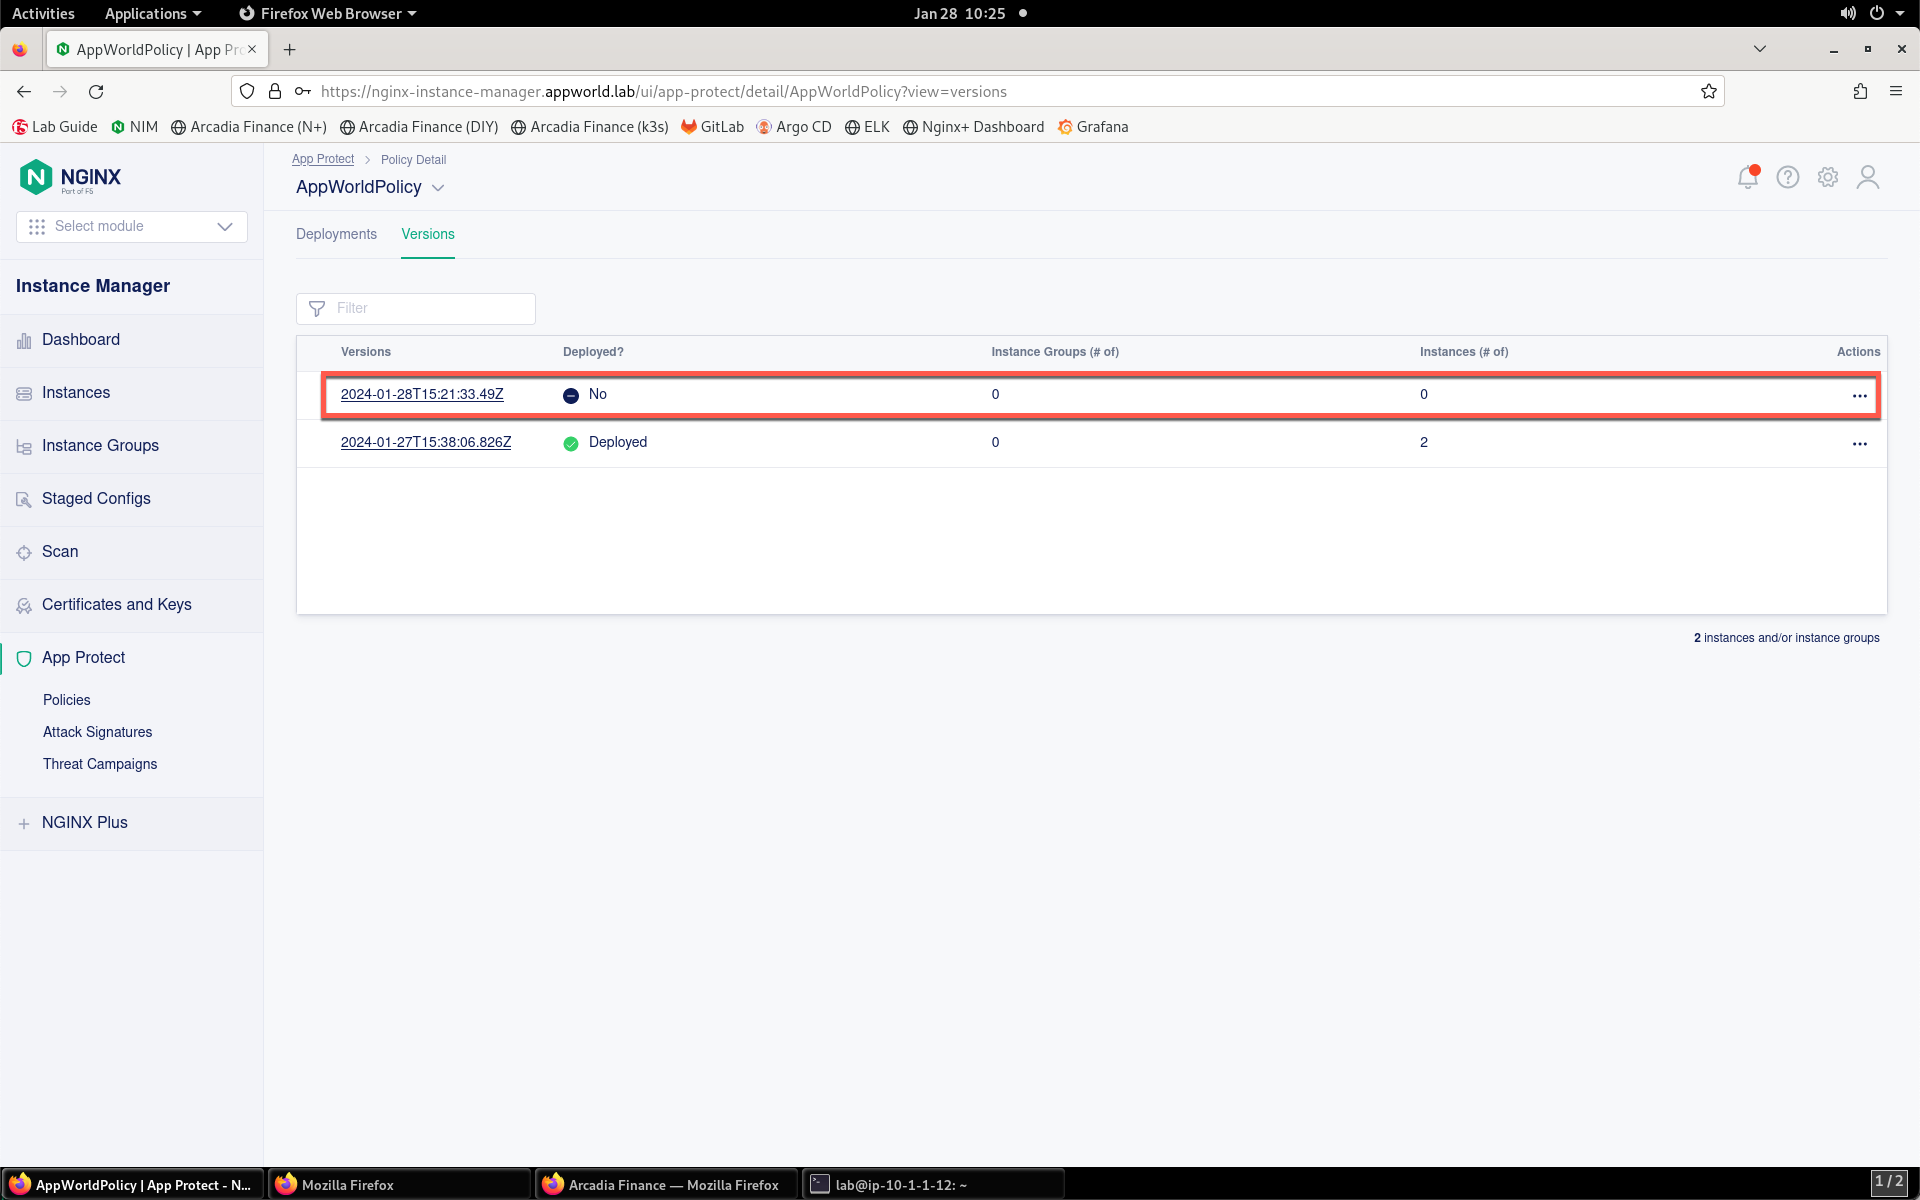 Activities Applications Firefox Web Browser Jan 28 10:25
AppWorldPolicy | App Pr
https://nginx-instance-manager.appworld.lab/ui/app-protect/detail/AppWorldPolicy?view=versions
Lab Guide NIM Arcadia Finance (N+) Arcadia Finance (DIY) Arcadia Finance (k3s) GitLab Argo CD ELK Nginx+ Dashboard Grafana
N NGINX
Part of F5
Select module
Instance Manager
Dashboard
Instances
Instance Groups
Staged Configs
Scan
Certificates and Keys
App Protect
Policies
Attack Signatures
Threat Campaigns
NGINX Plus
App Protect > Policy Detail
AppWorldPolicy
Deployments Versions
Filter
Versions Deployed? Instance Groups (# of) Instances (# of) Actions
2024-01-28T15:21:33.49Z No 0 0 ...
2024-01-27T15:38:06.826Z Deployed 0 2 ...
2 instances and/or instance groups
AppWorldPolicy | App Protect - N... Mozilla Firefox Arcadia Finance — Mozilla Firefox lab@ip-10-1-1-12: ~ 1 / 2